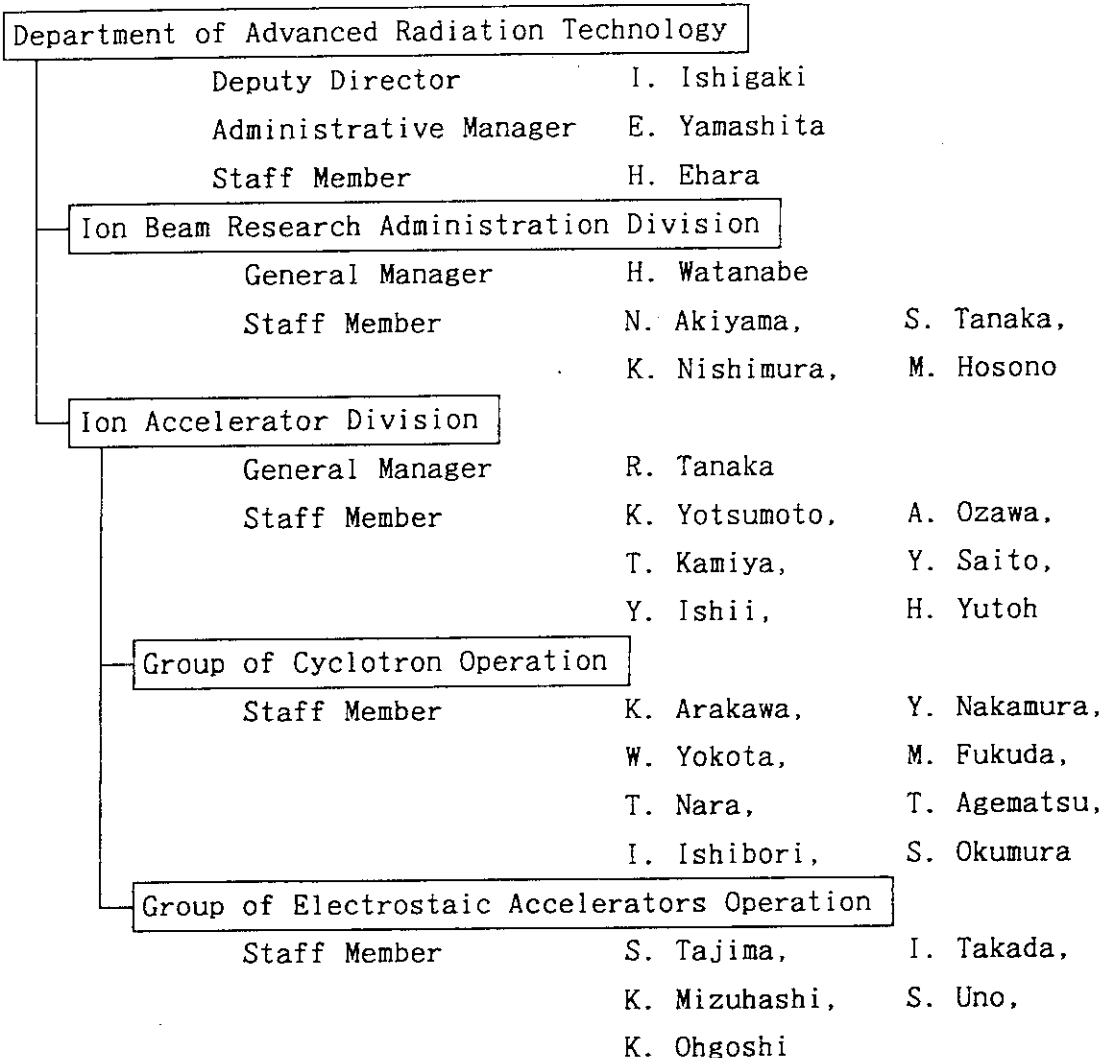 Department of Advanced Radiation Technology
Deputy Director I. Ishigaki
Administrative Manager E. Yamashita
Staff Member H. Ehara
Ion Beam Research Administration Division
General Manager H. Watanabe
Staff Member N. Akiyama, S. Tanaka,
K. Nishimura, M. Hosono
Ion Accelerator Division
General Manager R. Tanaka
Staff Member K. Yotsumoto, A. Ozawa,
T. Kamiya, Y. Saito,
Y. Ishii, H. Yutoh
Group of Cyclotron Operation
Staff Member K. Arakawa, Y. Nakamura,
W. Yokota, M. Fukuda,
T. Nara, T. Agematsu,
I. Ishibori, S. Okumura
Group of Electrostaic Accelerators Operation
Staff Member S. Tajima, I. Takada,
K. Mizuhashi, S. Uno,
K. Ohgoshi